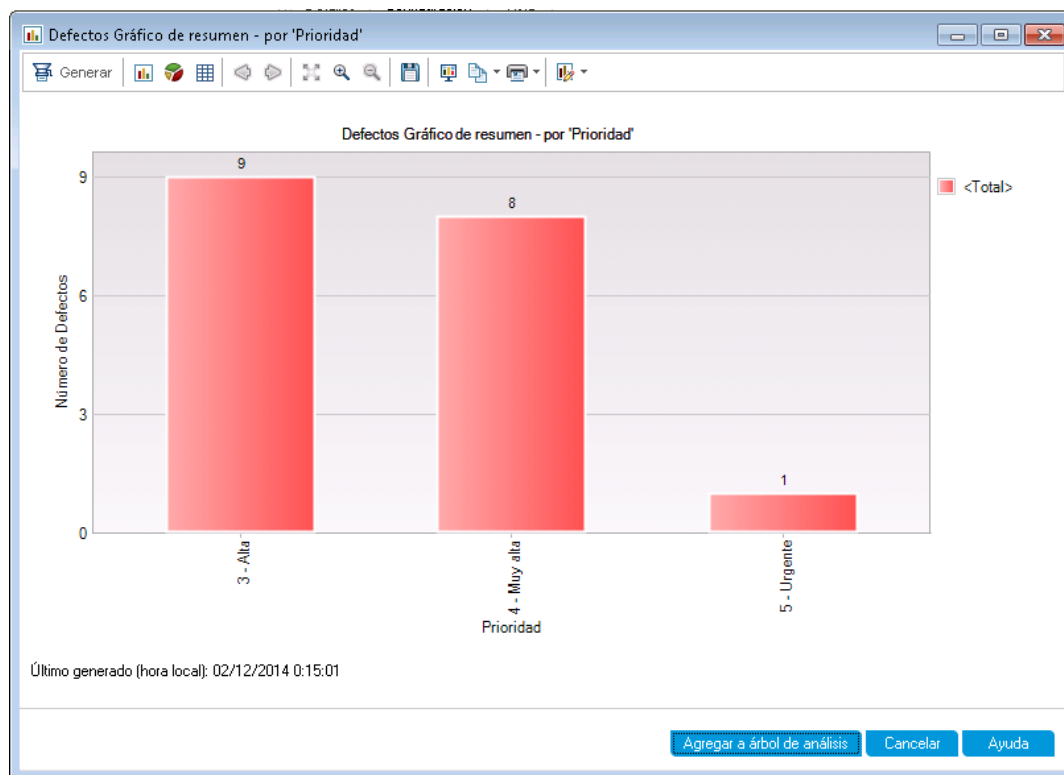 Defectos Gráfico de resumen - por 'Prioridad'
Generar
Defectos Gráfico de resumen - por 'Prioridad'
9
8
1
<Total>
9
6
3
0
Número de Defectos
3 - Alta
4 - Muy alta
5 - Urgente
Prioridad
Último generado (hora local): 02/12/2014 0:15:01
Agregar a árbol de análisis
Cancelar
Ayuda